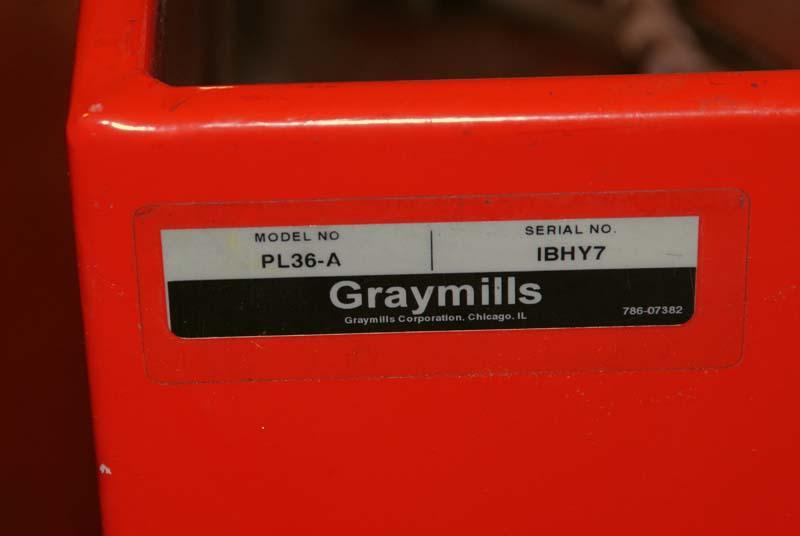 MODEL NO
PL36-A
SERIAL NO.
IBHY7
Graymills
Graymills Corporation. Chicago. IL
786-07382